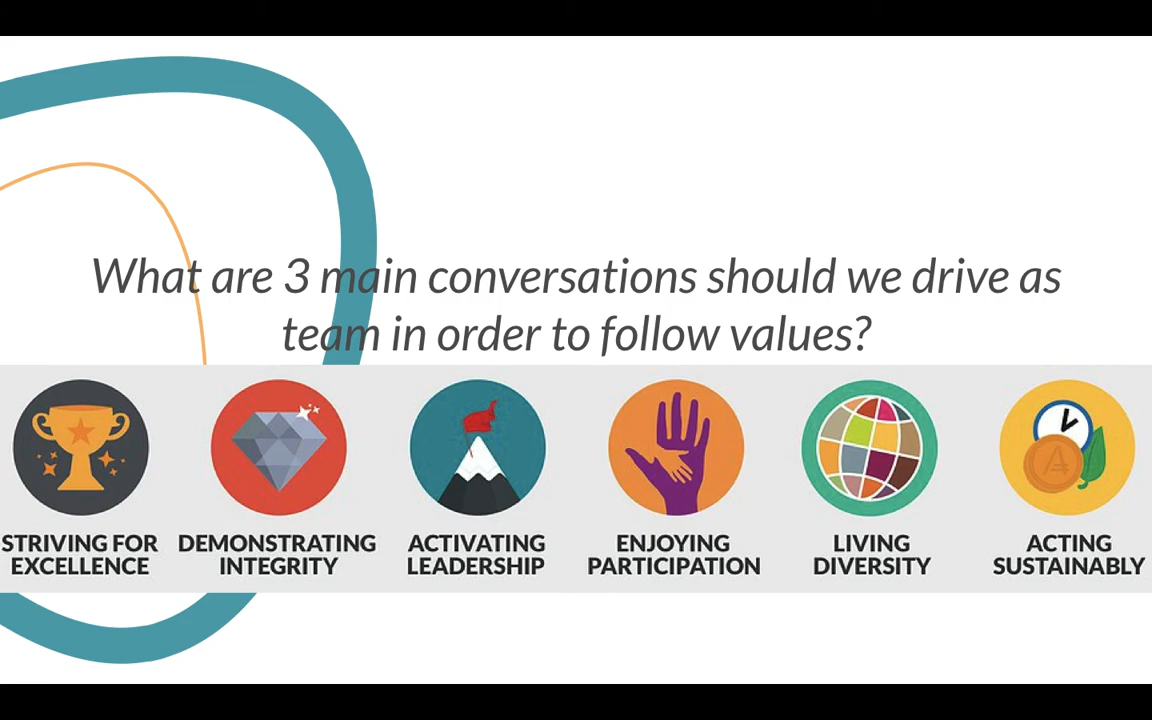 What are 3 main conversations should we drive as
team in order to follow values?
STRIVING FOR
EXCELLENCE
DEMONSTRATING
INTEGRITY
ACTIVATING
LEADERSHIP
ENJOYING
PARTICIPATION
LIVING
DIVERSITY
ACTING
SUSTAINABLY